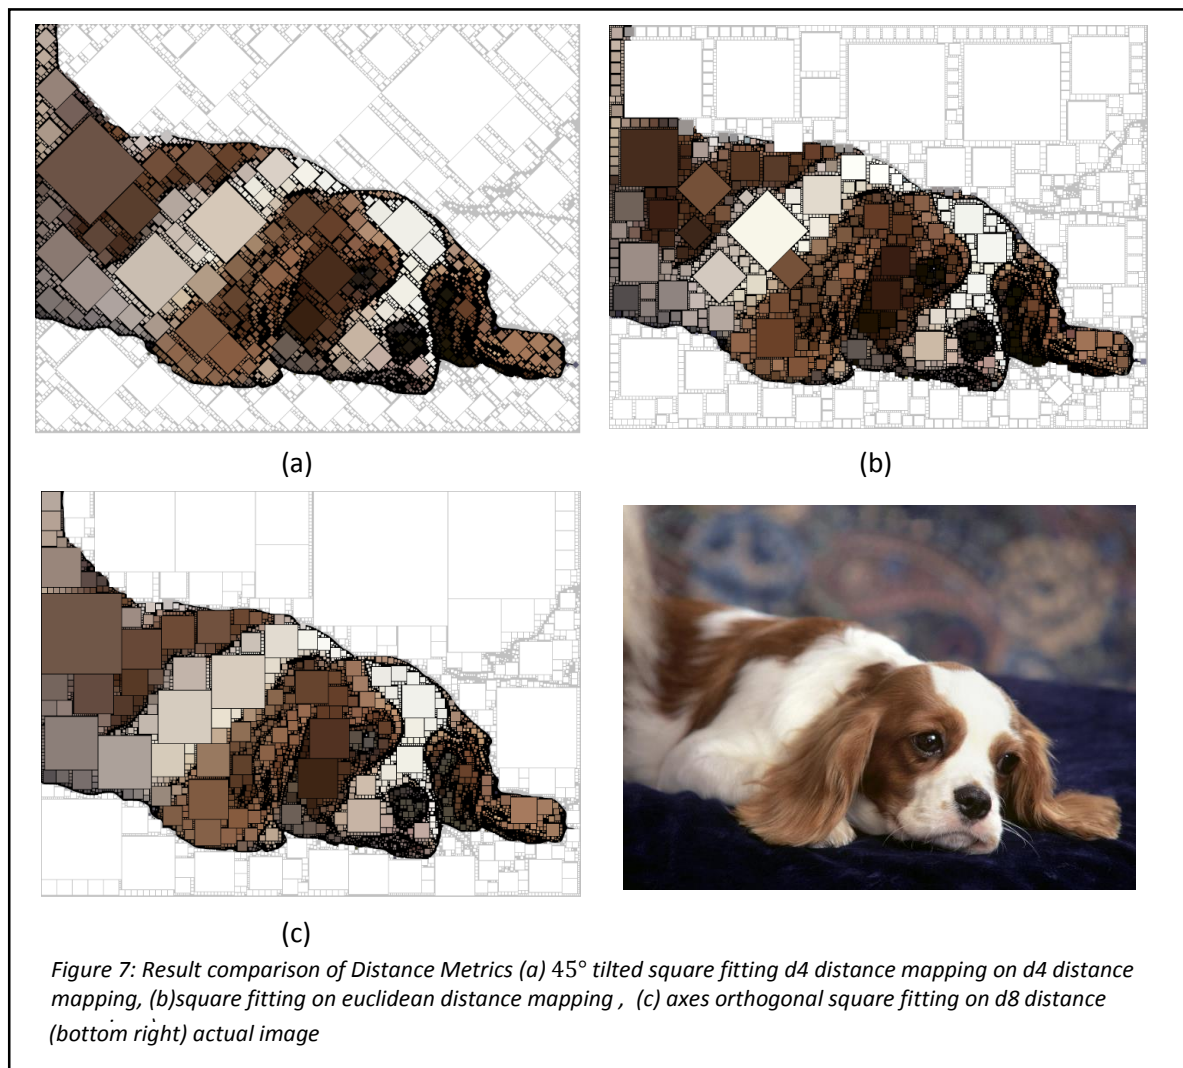 (a)
(b)
(c)
Figure 7: Result comparison of Distance Metrics (a) 45° tilted square fitting d4 distance mapping on d4 distance
mapping, (b)square fitting on euclidean distance mapping , (c) axes orthogonal square fitting on d8 distance
(bottom right) actual image